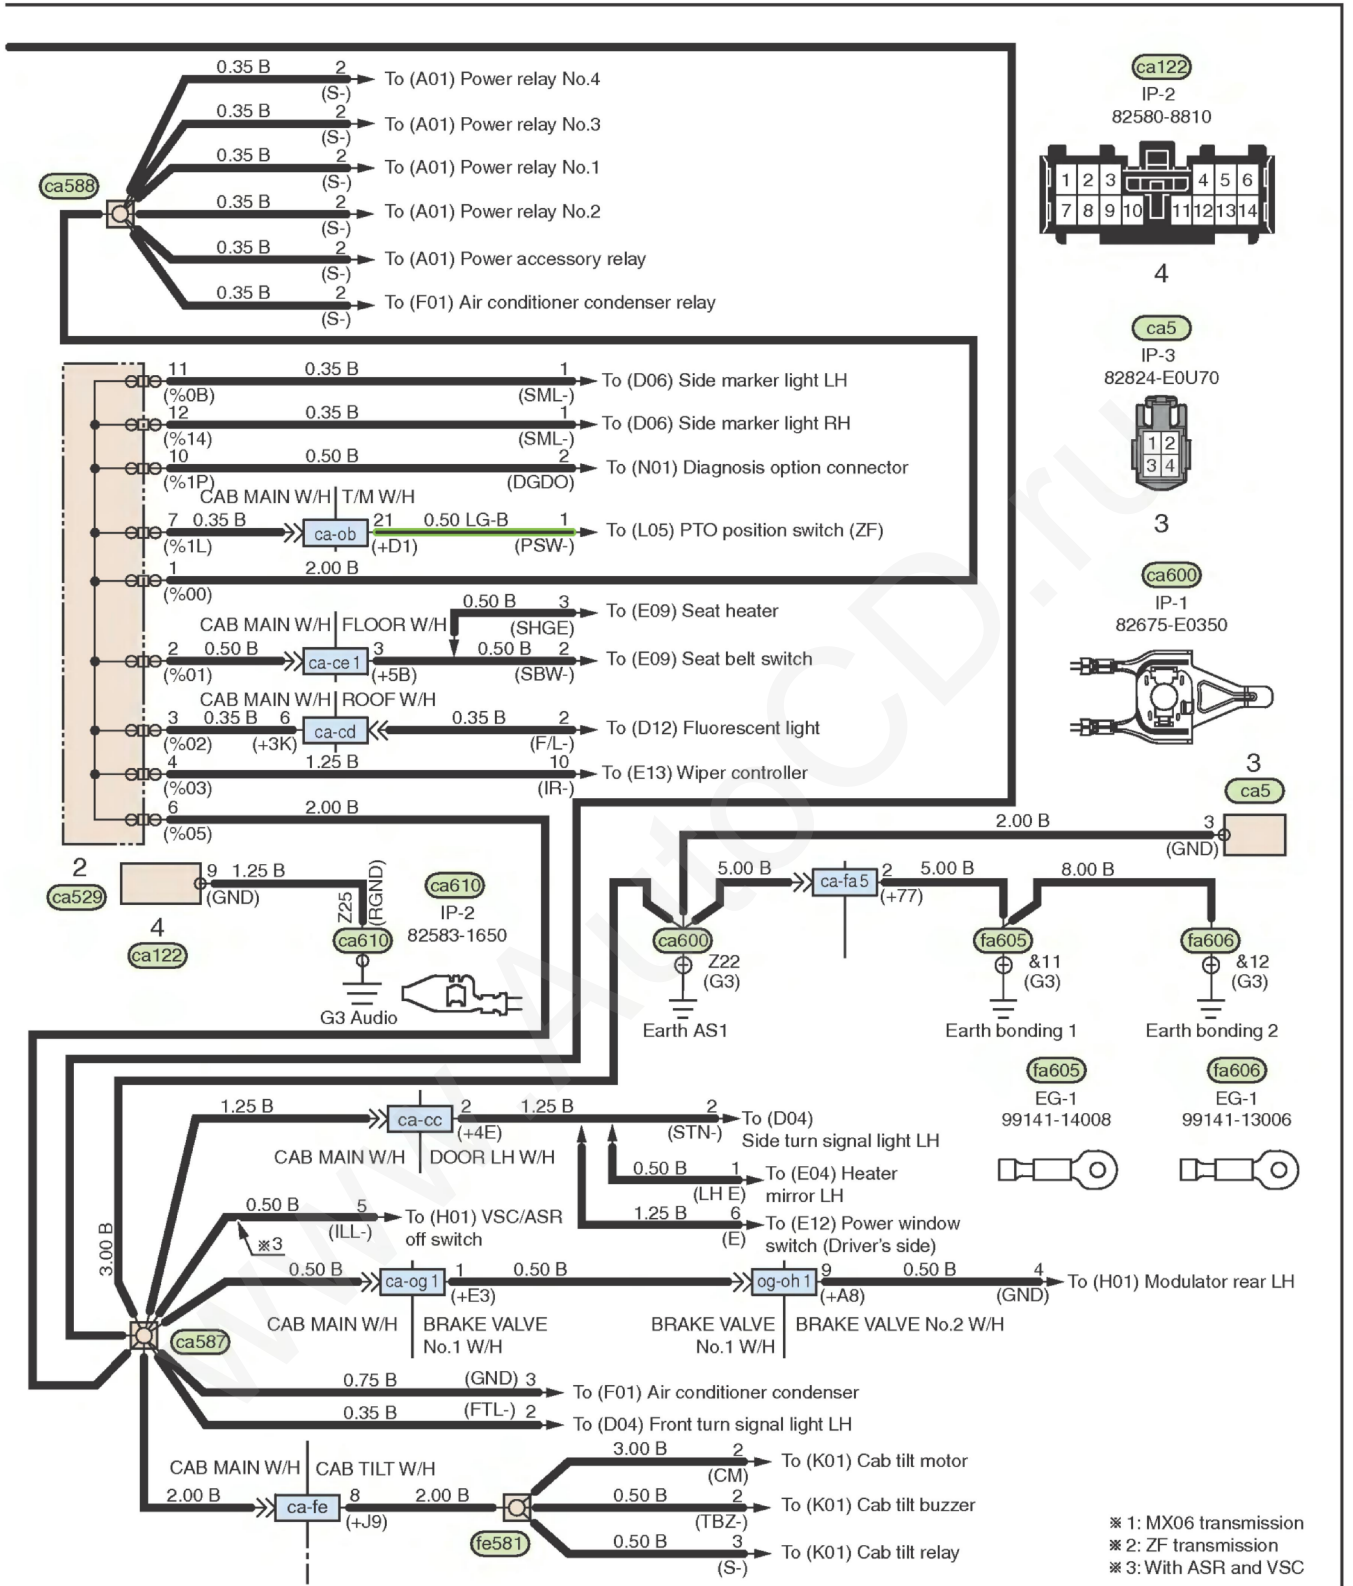 0.35 B 2 To (A01) Power relay No.4
(S-)
0.35 B 2 To (A01) Power relay No.3
(S-)
0.35 B 2 To (A01) Power relay No.1
(S-)
ca588
0.35 B 2 To (A01) Power relay No.2
(S-)
0.35 B 2 To (A01) Power accessory relay
(S-)
0.35 B 2 To (F01) Air conditioner condenser relay
(S-)
ca122
IP-2
82580-8810
1 2 3 4 5 6
7 8 9 10 11 12 13 14
4
ca5
IP-3
82824-E0U70
1 2
3 4
3
ca600
IP-1
82675-E0350
11 0.35 B 1 To (D06) Side marker light LH
(%0B) (SML-)
12 0.35 B 1 To (D06) Side marker light RH
(%14) (SML-)
10 0.50 B 2 To (N01) Diagnosis option connector
(%1P) (DGDO)
CAB MAIN W/H T/M W/H
7 0.35 B ca-ob 21 0.50 LG-B 1 To (L05) PTO position switch (ZF)
(%1L) (+D1) (PSW-)
1 2.00 B
(%00)
0.50 B 3 To (E09) Seat heater
(SHGE)
CAB MAIN W/H FLOOR W/H
2 0.50 B ca-ce1 3 0.50 B 2 To (E09) Seat belt switch
(%01) (+5B) (SBW-)
CAB MAIN W/H ROOF W/H
3 0.35 B 6 ca-cd 0.35 B 2 To (D12) Fluorescent light
(%02) (+3K) (F/L-)
4 1.25 B 10 To (E13) Wiper controller
(%03) (IR-)
6 2.00 B
(%05)
2
ca529
9 1.25 B
(GND)
4
ca122
Z25
(RGND)
ca610
G3 Audio
ca610
IP-2
82583-1650
3
ca5
2.00 B 3
(GND)
5.00 B ca-fa5 2 5.00 B 8.00 B
(+77)
ca600
Z22
(G3)
Earth AS1
fa605
&11
(G3)
Earth bonding 1
fa606
&12
(G3)
Earth bonding 2
fa605
EG-1
99141-14008
fa606
EG-1
99141-13006
1.25 B ca-cc 2 1.25 B 2 To (D04)
(+4E) (STN-) Side turn signal light LH
CAB MAIN W/H DOOR LH W/H
0.50 B 1 To (E04) Heater
(LH E) mirror LH
0.50 B 5 To (H01) VSC/ASR
(ILL-) off switch
※3
1.25 B 6 To (E12) Power window
(E) switch (Driver's side)
3.00 B
0.50 B ca-og1 1 0.50 B og-oh1 9 0.50 B 4 To (H01) Modulator rear LH
(+E3) (+A8) (GND)
CAB MAIN W/H BRAKE VALVE
No.1 W/H
BRAKE VALVE
No.1 W/H
BRAKE VALVE No.2 W/H
ca587
0.75 B (GND) 3 To (F01) Air conditioner condenser
0.35 B (FTL-) 2 To (D04) Front turn signal light LH
CAB MAIN W/H CAB TILT W/H
2.00 B ca-fe 8 2.00 B
(+J9)
fe581
3.00 B 2 To (K01) Cab tilt motor
(CM)
0.50 B 2 To (K01) Cab tilt buzzer
(TBZ-)
0.50 B 3 To (K01) Cab tilt relay
(S-)
※ 1: MX06 transmission
※ 2: ZF transmission
※ 3: With ASR and VSC
www.AutoCD.ru